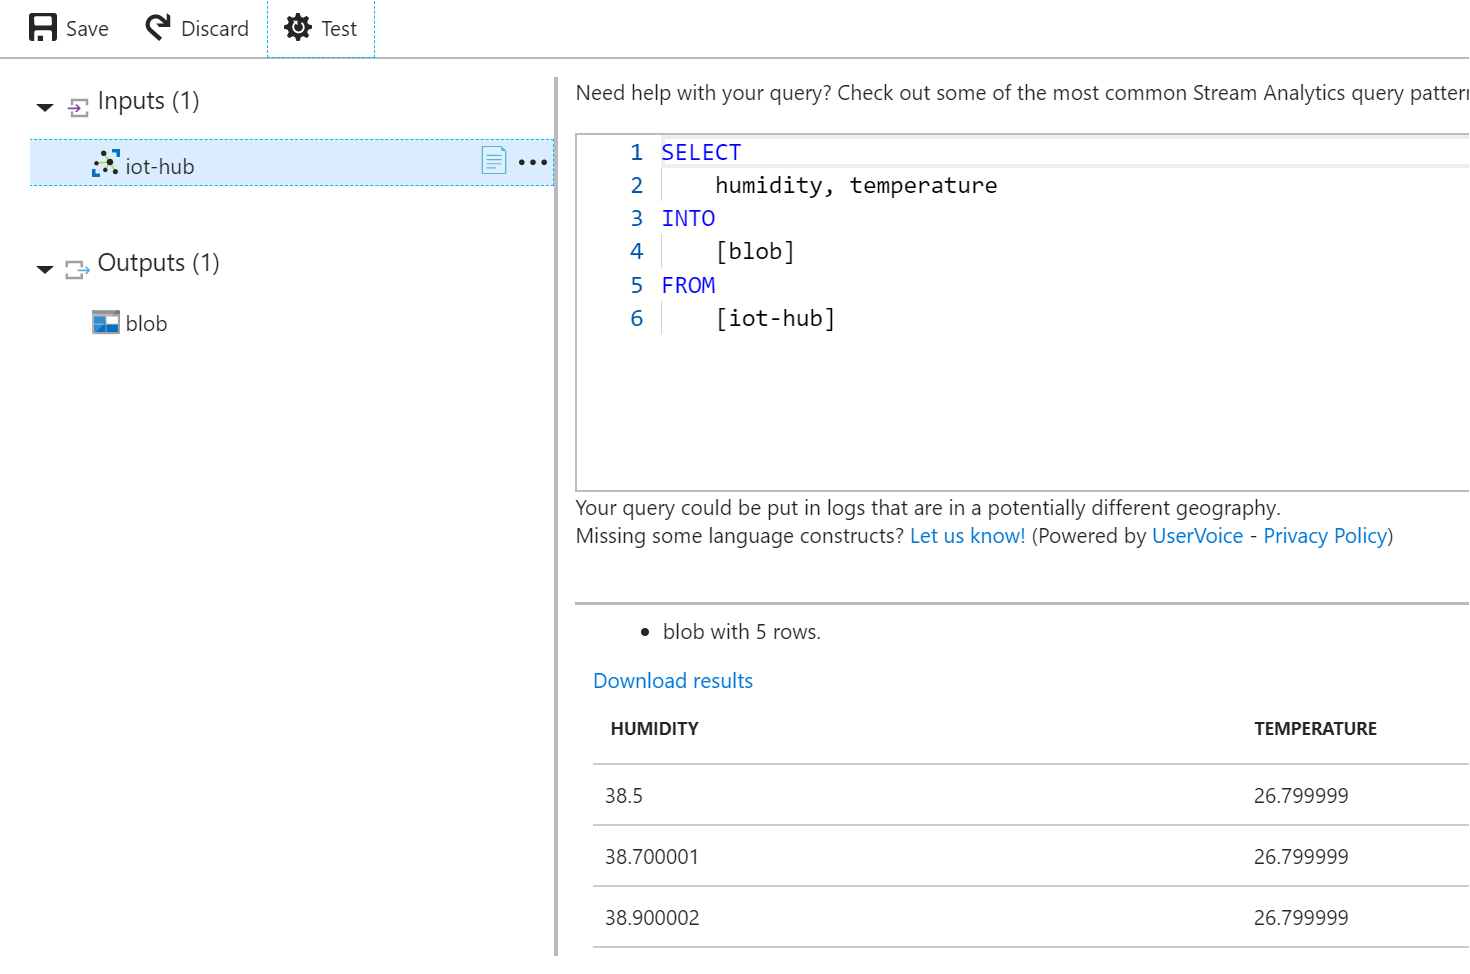 Save Discard Test
Inputs (1)
iot-hub
Outputs (1)
blob
Need help with your query? Check out some of the most common Stream Analytics query
1 SELECT
2 humidity, temperature
3 INTO
4 [blob]
5 FROM
6 [iot-hub]
Your query could be put in logs that are in a potentially different geography.
Missing some language constructs? Let us know! (Powered by UserVoice - Privacy Policy)
• blob with 5 rows.
Download results
HUMIDITY TEMPERATURE
38.5 26.799999
38.700001 26.799999
38.900002 26.799999